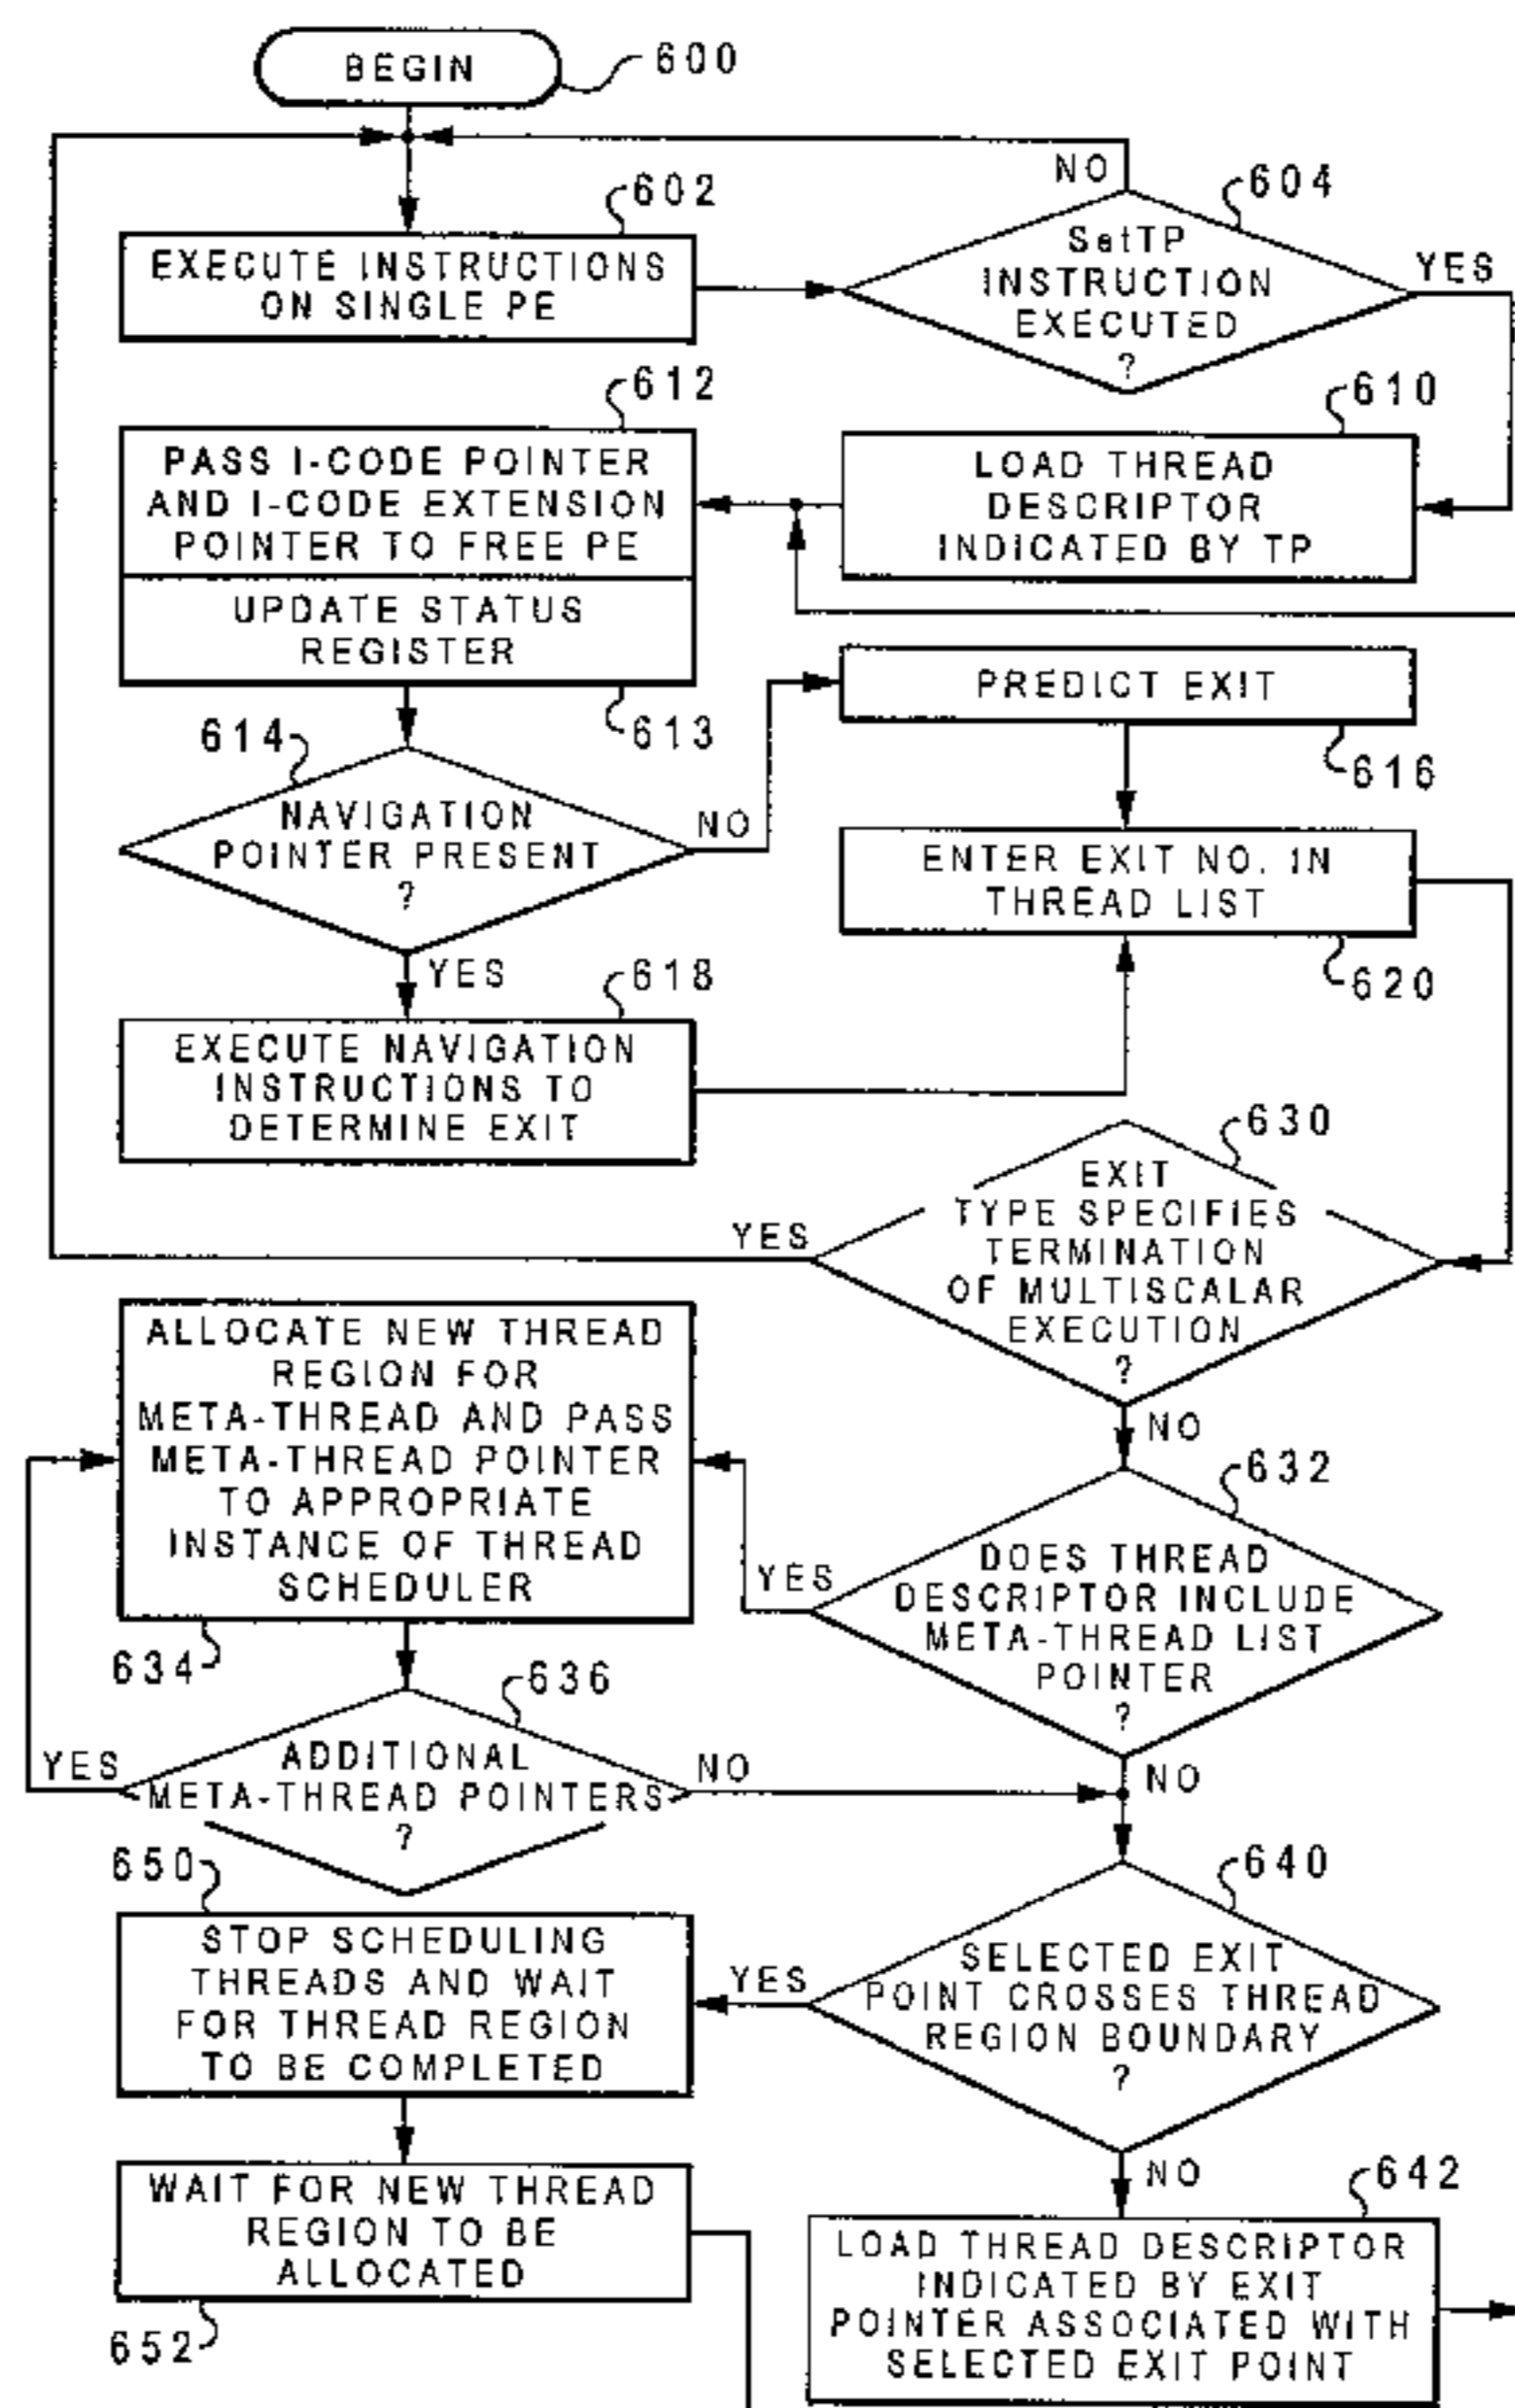 BEGIN
600
602
EXECUTE INSTRUCTIONS
ON SINGLE PE
NO
604
SetTP
INSTRUCTION
EXECUTED
?
YES
612
PASS I-CODE POINTER
AND I-CODE EXTENSION
POINTER TO FREE PE
UPDATE STATUS
REGISTER
613
610
LOAD THREAD
DESCRIPTOR
INDICATED BY TP
614
NAVIGATION
POINTER PRESENT
?
NO
YES
PREDICT EXIT
616
ENTER EXIT NO. IN
THREAD LIST
620
618
EXECUTE NAVIGATION
INSTRUCTIONS TO
DETERMINE EXIT
630
EXIT
TYPE SPECIFIES
TERMINATION
OF MULTISCALAR
EXECUTION
?
YES
NO
632
DOES THREAD
DESCRIPTOR INCLUDE
META-THREAD LIST
POINTER
?
YES
NO
ALLOCATE NEW THREAD
REGION FOR
META-THREAD AND PASS
META-THREAD POINTER
TO APPROPRIATE
INSTANCE OF THREAD
SCHEDULER
634
636
ADDITIONAL
META-THREAD POINTERS
?
YES
NO
640
SELECTED EXIT
POINT CROSSES THREAD
REGION BOUNDARY
?
YES
NO
650
STOP SCHEDULING
THREADS AND WAIT
FOR THREAD REGION
TO BE COMPLETED
WAIT FOR NEW THREAD
REGION TO BE
ALLOCATED
652
642
LOAD THREAD DESCRIPTOR
INDICATED BY EXIT
POINTER ASSOCIATED WITH
SELECTED EXIT POINT